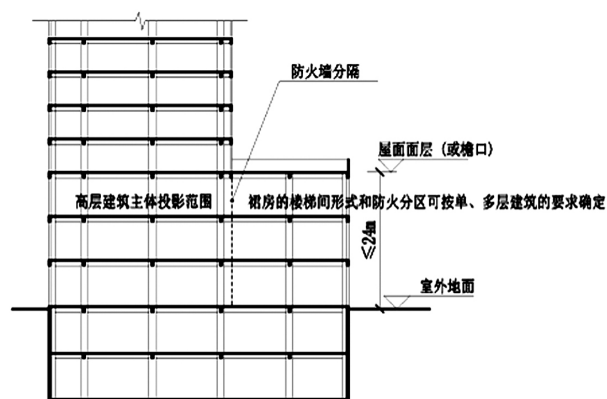 防火墙分隔
屋面面层（或檐口）
高层建筑主体投影范围
裙房的楼梯间形式和防火分区可按单、多层建筑的要求确定
≤24m
室外地面